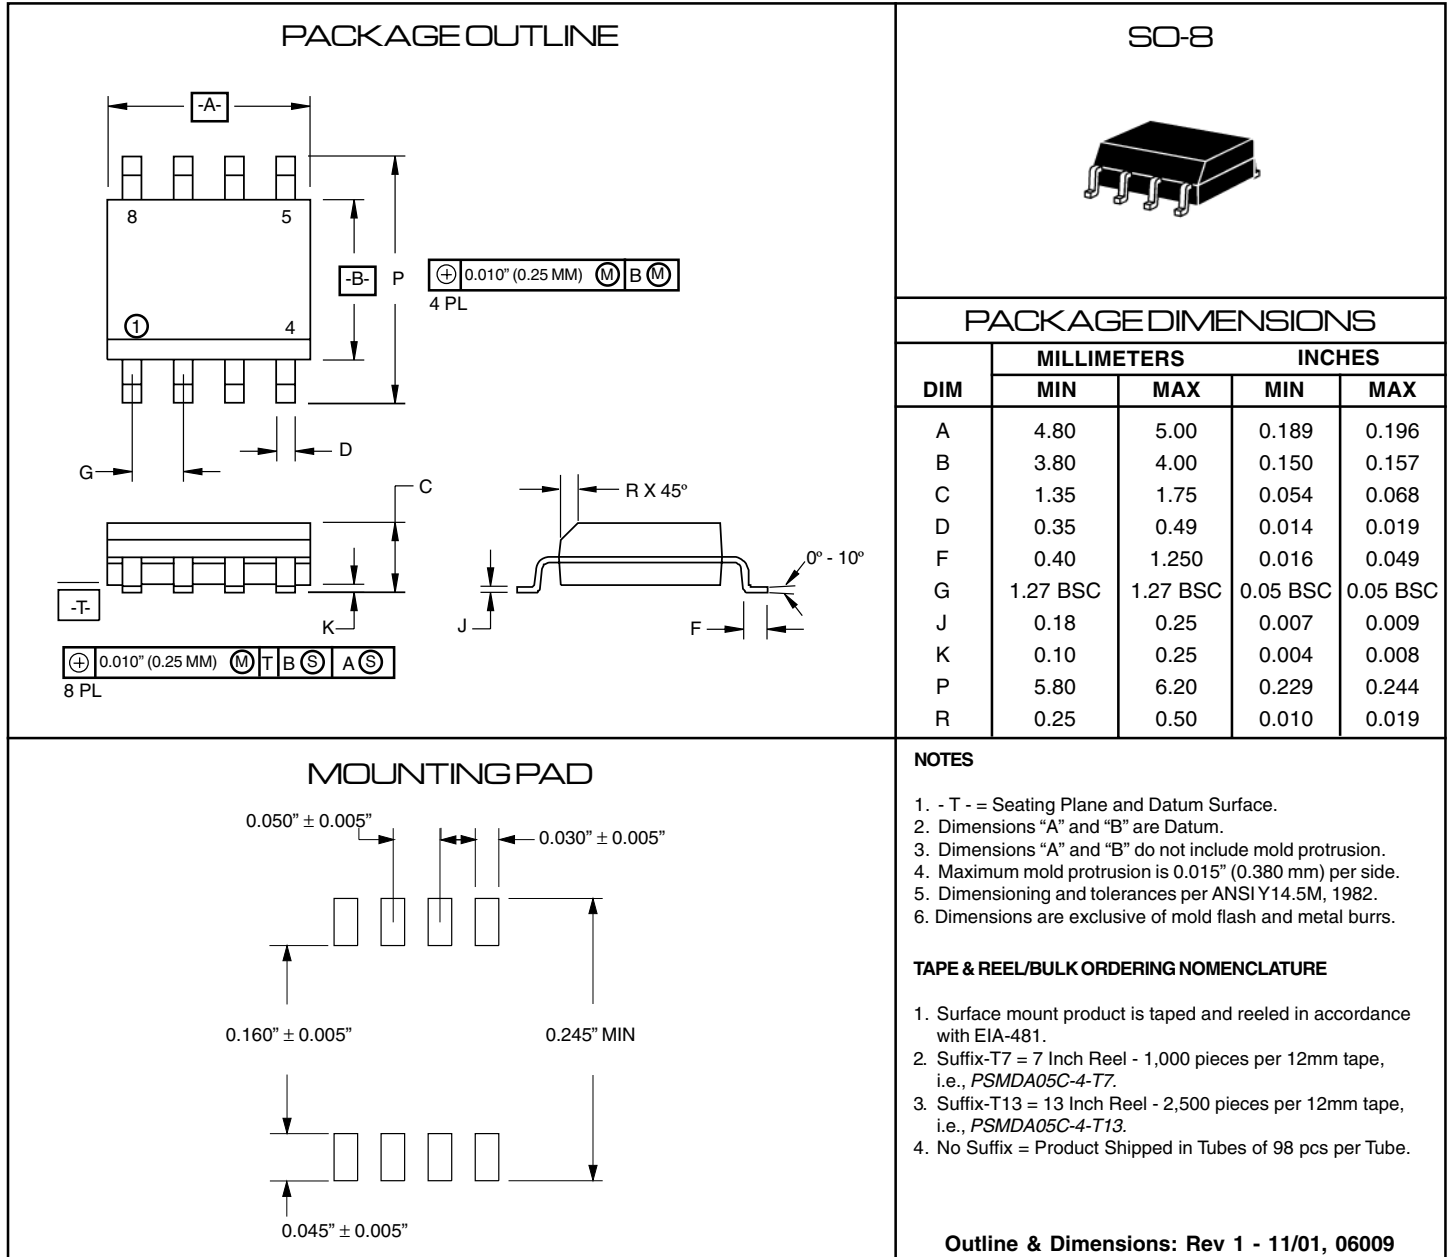 PACKAGE OUTLINE
-A-
8 5
-B- P
⌖ 0.010” (0.25 MM) Ⓜ B Ⓜ
4 PL
① 4
D
G
C
-T-
K
⌖ 0.010” (0.25 MM) Ⓜ T B Ⓢ A Ⓢ
8 PL
R X 45º
0º - 10º
J
F
SO-8
PACKAGE DIMENSIONS
MILLIMETERS INCHES
DIM MIN MAX MIN MAX
A 4.80 5.00 0.189 0.196
B 3.80 4.00 0.150 0.157
C 1.35 1.75 0.054 0.068
D 0.35 0.49 0.014 0.019
F 0.40 1.250 0.016 0.049
G 1.27 BSC 1.27 BSC 0.05 BSC 0.05 BSC
J 0.18 0.25 0.007 0.009
K 0.10 0.25 0.004 0.008
P 5.80 6.20 0.229 0.244
R 0.25 0.50 0.010 0.019
MOUNTING PAD
0.050” ± 0.005”
0.030” ± 0.005”
0.160” ± 0.005”
0.245” MIN
0.045” ± 0.005”
NOTES
1. - T - = Seating Plane and Datum Surface.
2. Dimensions “A” and “B” are Datum.
3. Dimensions “A” and “B” do not include mold protrusion.
4. Maximum mold protrusion is 0.015” (0.380 mm) per side.
5. Dimensioning and tolerances per ANSI Y14.5M, 1982.
6. Dimensions are exclusive of mold flash and metal burrs.
TAPE & REEL/BULK ORDERING NOMENCLATURE
1. Surface mount product is taped and reeled in accordance
with EIA-481.
2. Suffix-T7 = 7 Inch Reel - 1,000 pieces per 12mm tape,
i.e., PSMDA05C-4-T7.
3. Suffix-T13 = 13 Inch Reel - 2,500 pieces per 12mm tape,
i.e., PSMDA05C-4-T13.
4. No Suffix = Product Shipped in Tubes of 98 pcs per Tube.
Outline & Dimensions: Rev 1 - 11/01, 06009